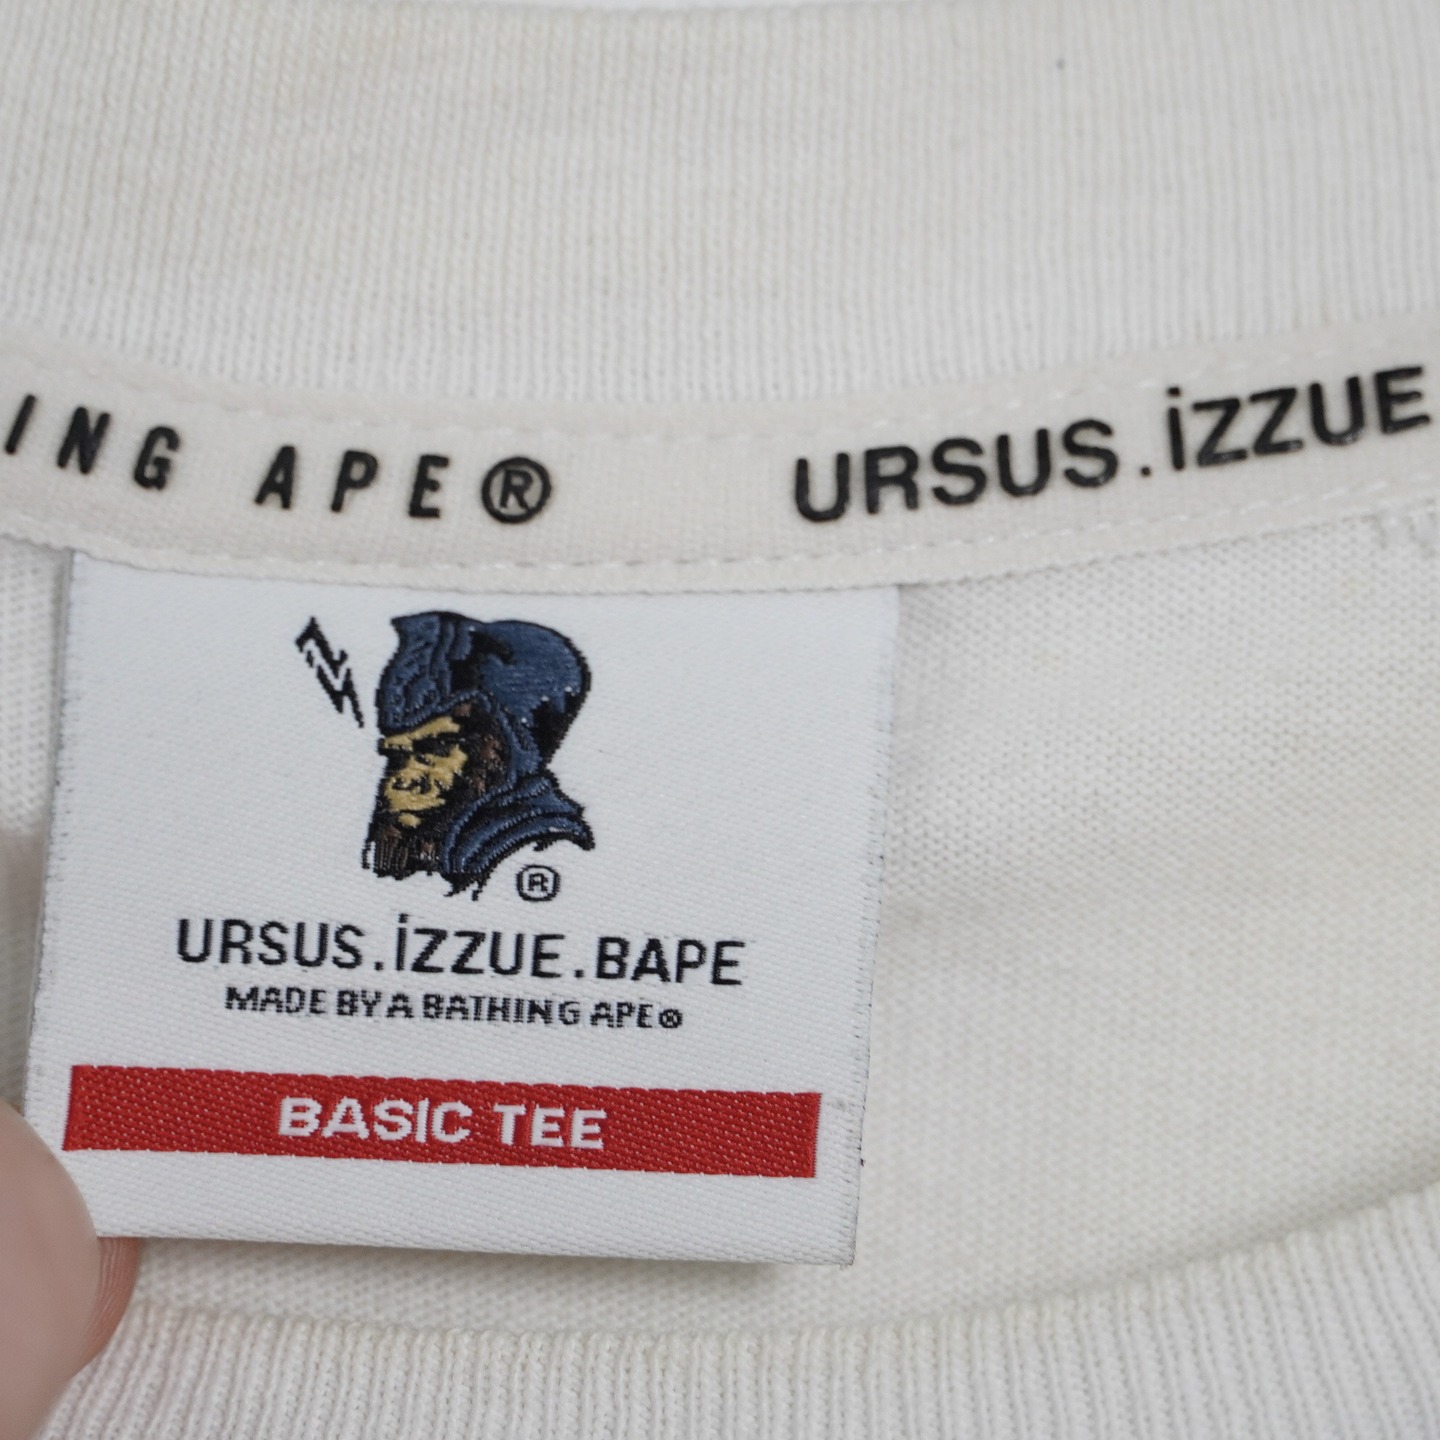 ING APE® URSUS.iZZUE
®
URSUS.iZZUE.BAPE
MADE BY A BATHING APE®
BASIC TEE